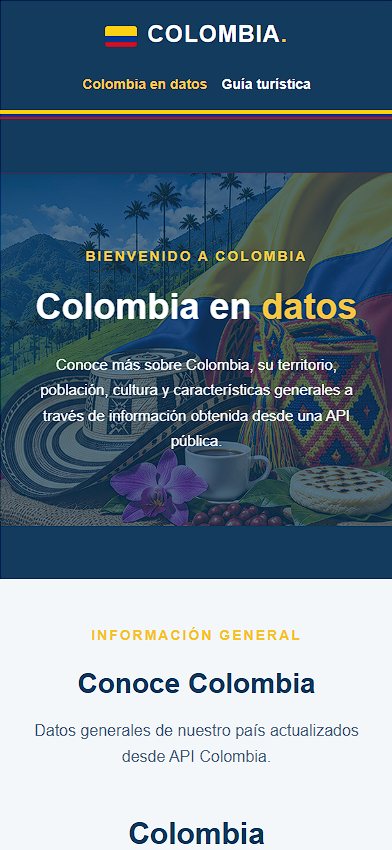 COLOMBIA.
Colombia en datos Guía turística
BIENVENIDO A COLOMBIA
Colombia en datos
Conoce más sobre Colombia, su territorio,
población, cultura y características generales a
través de información obtenida desde una API
pública.
INFORMACIÓN GENERAL
Conoce Colombia
Datos generales de nuestro país actualizados
desde API Colombia.
Colombia